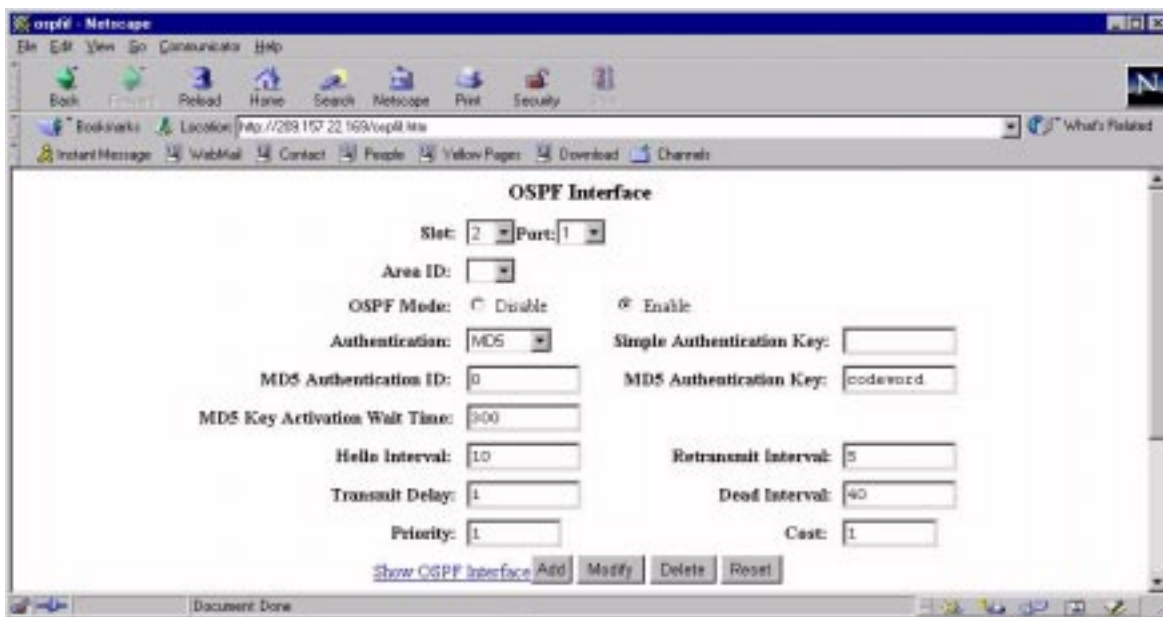 ospfif - Netscape
File Edit View Go Communicator Help
Back Reload Home Search Netscape Print Security
Bookmarks Location: http://209.157.22.169/ospfif.htm What's Related
Instant Message WebMail Contact People Yellow Pages Download Channels
OSPF Interface
Slot: 2 Port: 1
Area ID:
OSPF Mode: Disable Enable
Authentication: MD5 Simple Authentication Key:
MD5 Authentication ID: 0 MD5 Authentication Key: codeword
MD5 Key Activation Wait Time: 300
Hello Interval: 10 Retransmit Interval: 5
Transmit Delay: 1 Dead Interval: 40
Priority: 1 Cost: 1
Show OSPF Interface Add Modify Delete Reset
Document: Done